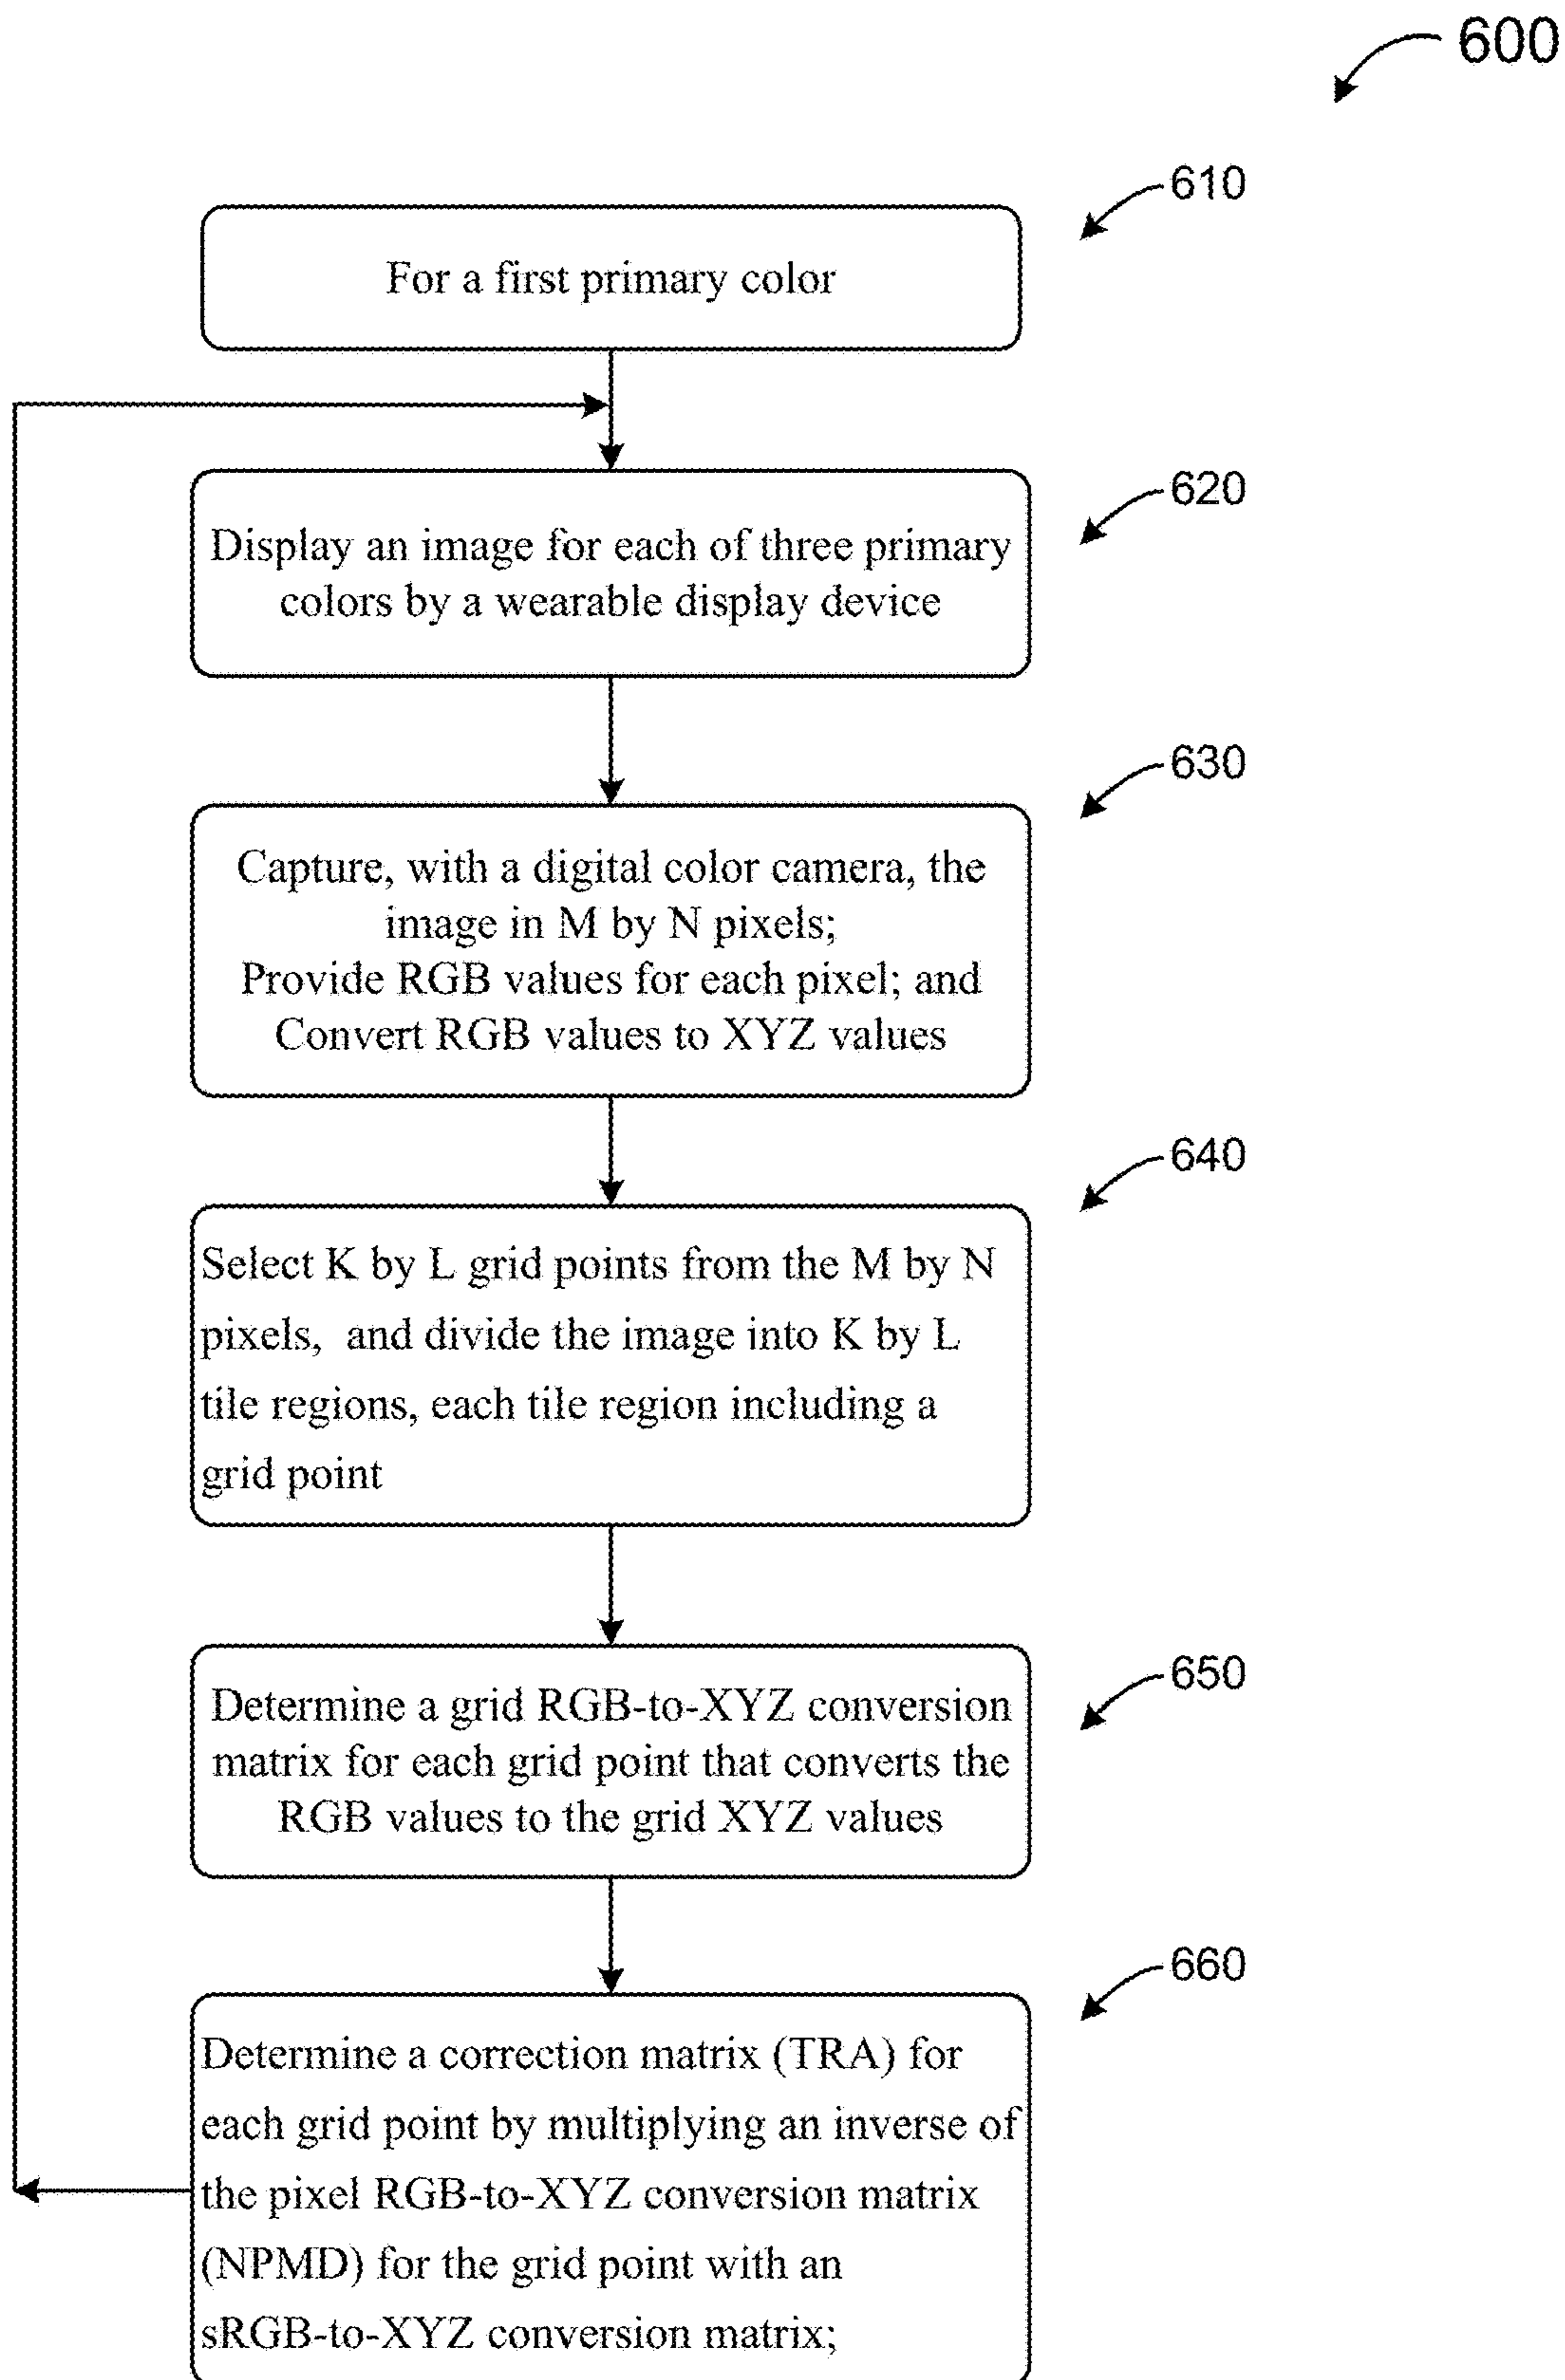 600
610
For a first primary color
620
Display an image for each of three primary
colors by a wearable display device
630
Capture, with a digital color camera, the
image in M by N pixels;
Provide RGB values for each pixel; and
Convert RGB values to XYZ values
640
Select K by L grid points from the M by N
pixels, and divide the image into K by L
tile regions, each tile region including a
grid point
650
Determine a grid RGB-to-XYZ conversion
matrix for each grid point that converts the
RGB values to the grid XYZ values
660
Determine a correction matrix (TRA) for
each grid point by multiplying an inverse of
the pixel RGB-to-XYZ conversion matrix
(NPMD) for the grid point with an
sRGB-to-XYZ conversion matrix;